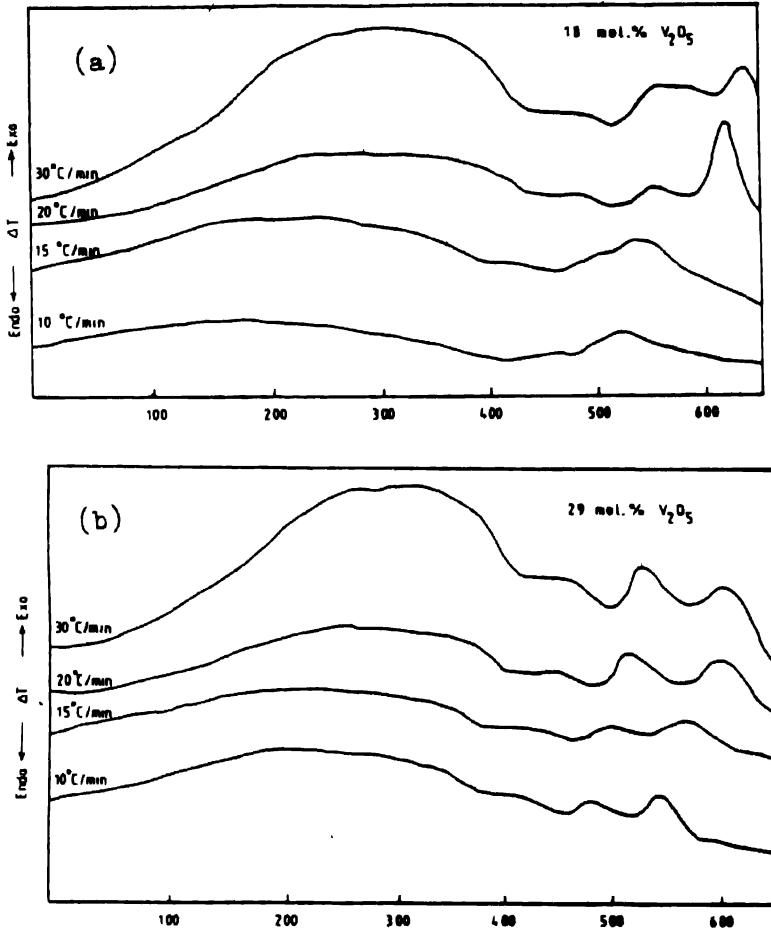 (a)
18 mol.% V2O5
30°C/min
20°C/min
15 °C/min
10 °C/min
Endo ← ΔT → Exo
100 200 300 400 500 600
(b)
29 mol.% V2O5
30°C/min
20°C/min
15°C/min
10°C/min
Endo ← ΔT → Exo
100 200 300 400 500 600